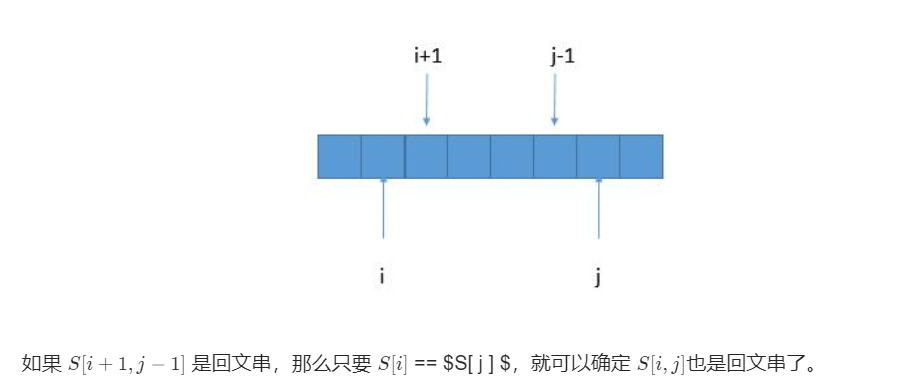 i+1 j-1
i j
如果 S[i + 1, j − 1] 是回文串，那么只要 S[i] == $S[ j ] $，就可以确定 S[i, j]也是回文串了。